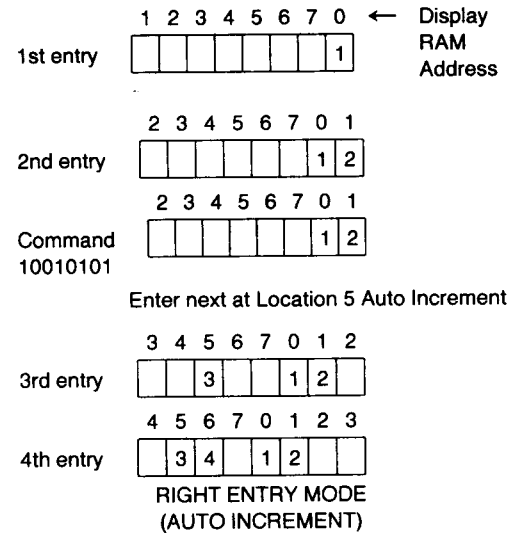 1 2 3 4 5 6 7 0 ← Display
RAM
Address
1st entry 1
2 3 4 5 6 7 0 1
2nd entry 1 2
2 3 4 5 6 7 0 1
Command 1 2
10010101
Enter next at Location 5 Auto Increment
3 4 5 6 7 0 1 2
3rd entry 3 1 2
4 5 6 7 0 1 2 3
4th entry 3 4 1 2
RIGHT ENTRY MODE
(AUTO INCREMENT)